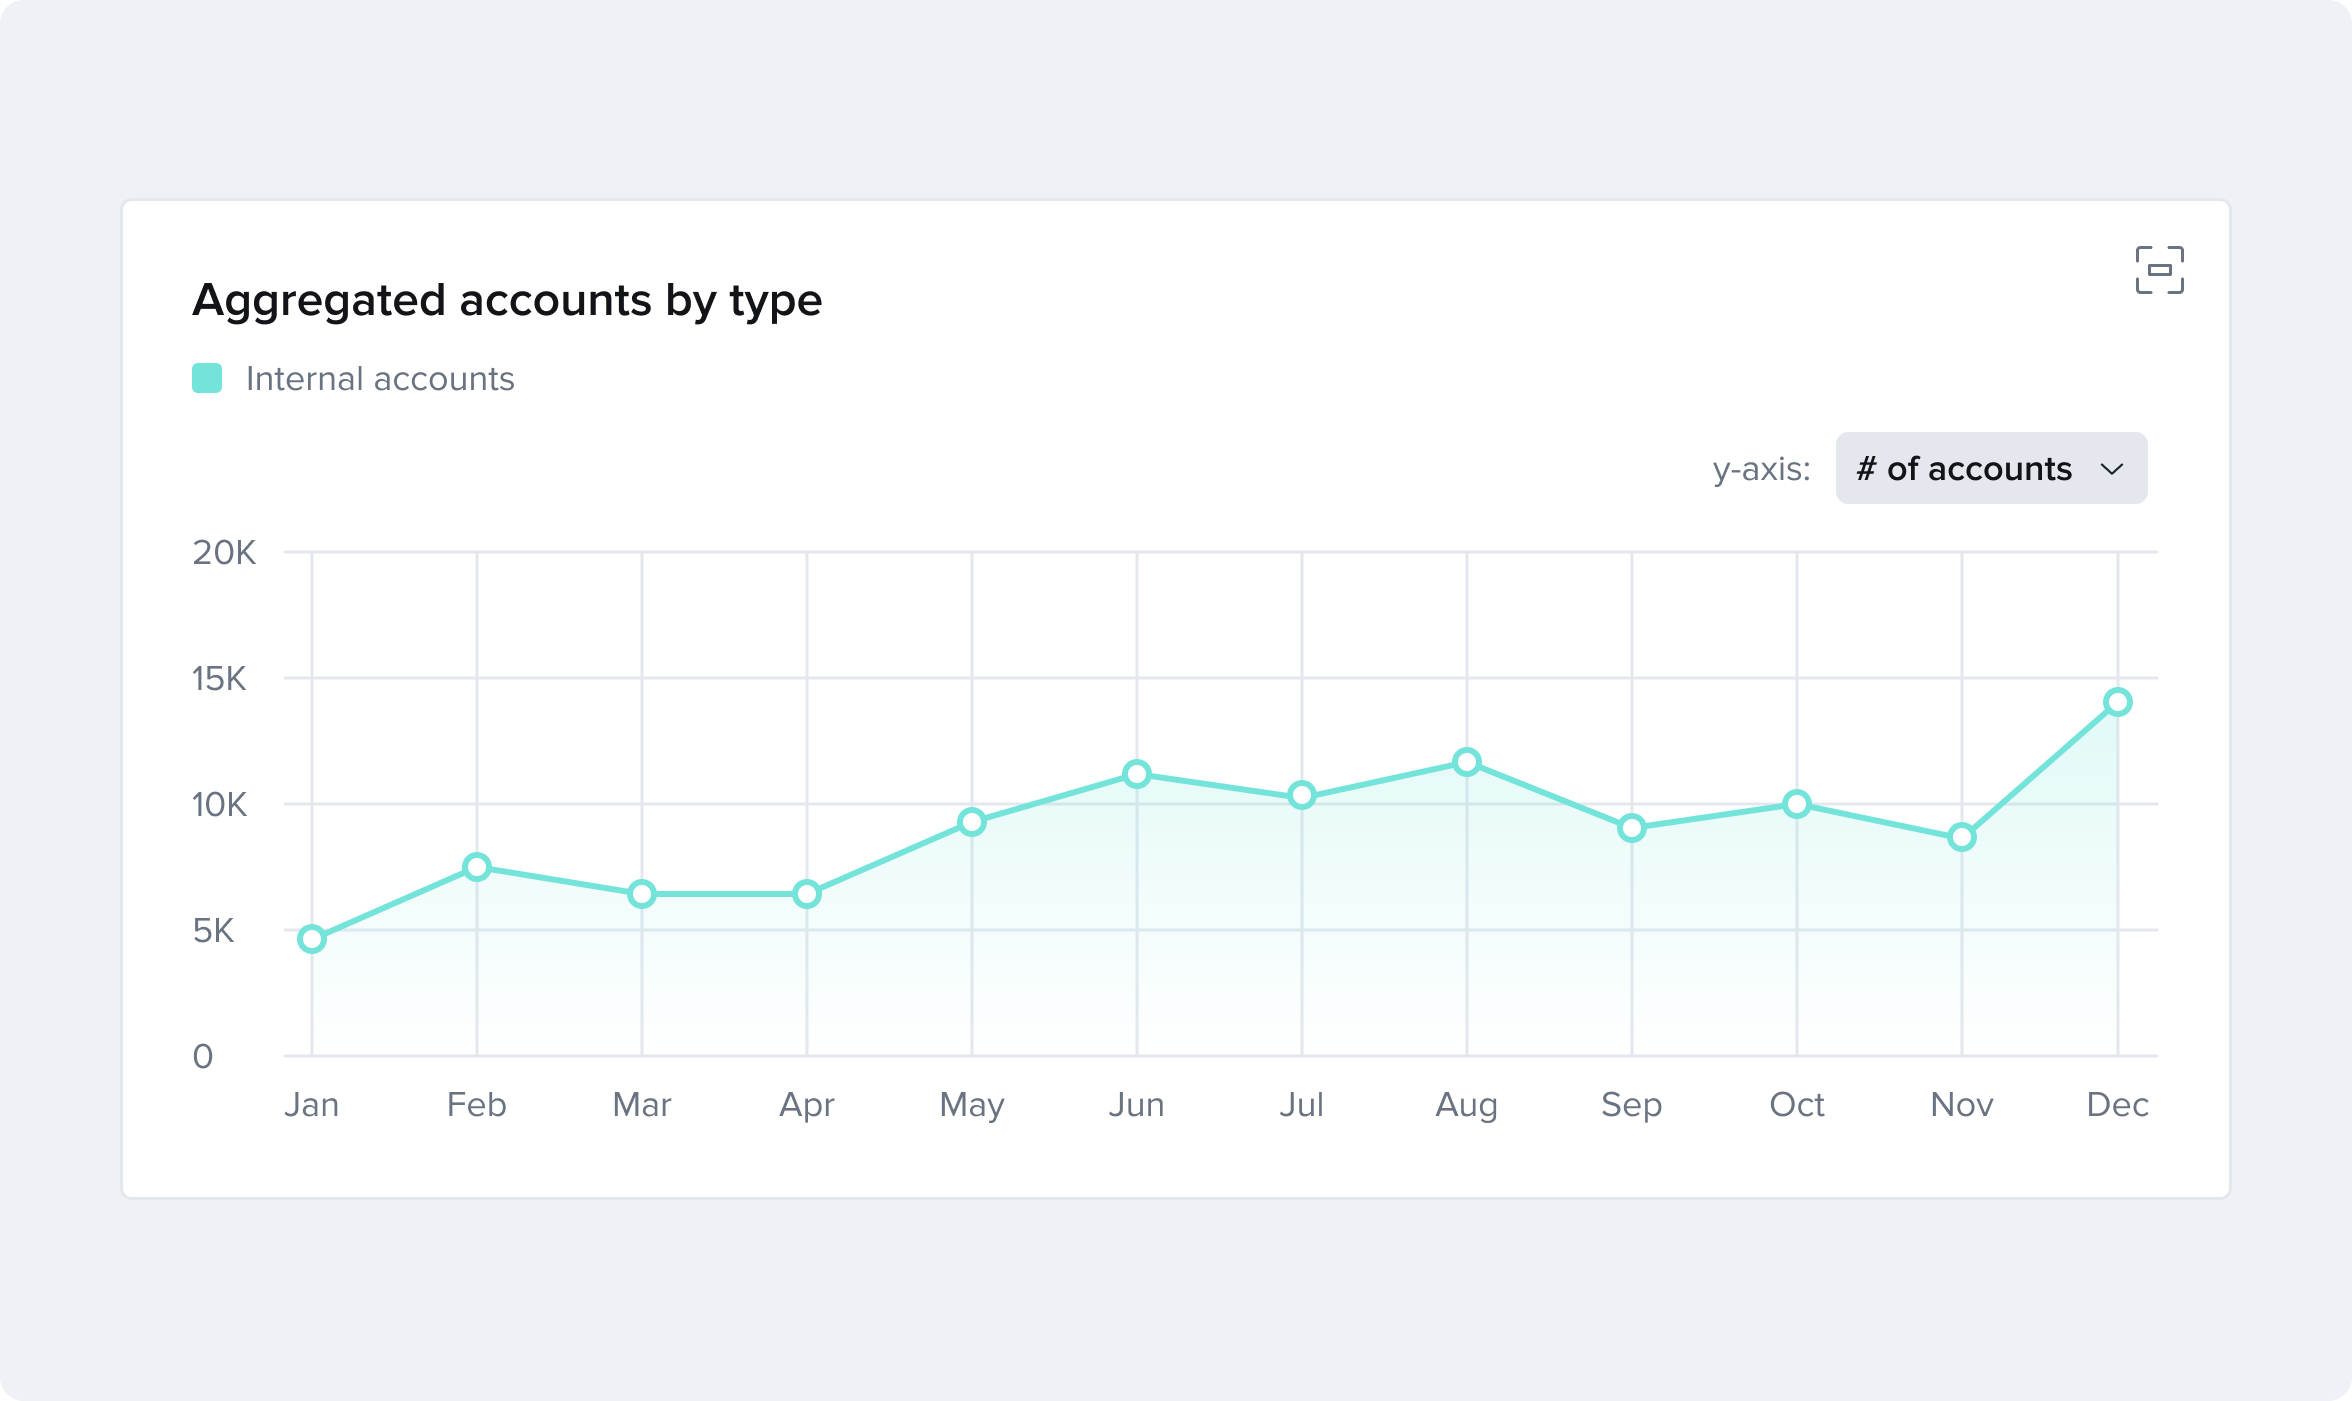 Aggregated accounts by type
Internal accounts
y-axis: # of accounts
20K
15K
10K
5K
0
Jan Feb Mar Apr May Jun Jul Aug Sep Oct Nov Dec